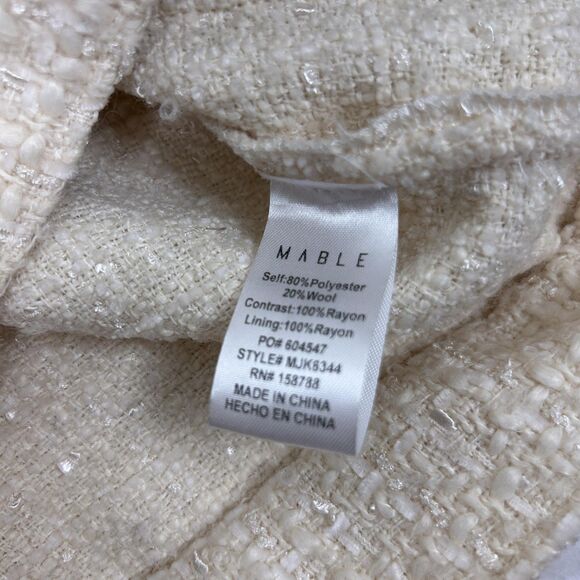 MABLE
Self:80%Polyester
20%Wool
Contrast:100%Rayon
Lining:100%Rayon
PO# 604547
STYLE# MJK6344
RN# 158788
MADE IN CHINA
HECHO EN CHINA